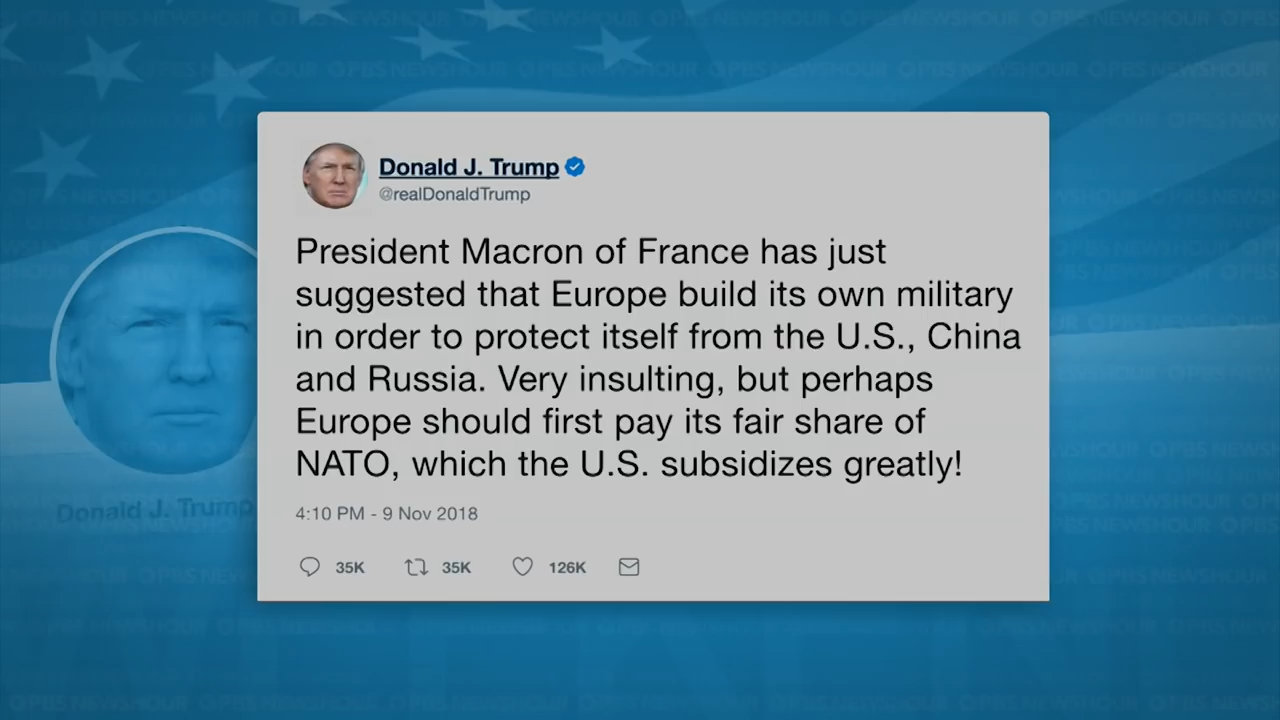 Donald J. Trump
@realDonaldTrump
President Macron of France has just
suggested that Europe build its own military
in order to protect itself from the U.S., China
and Russia. Very insulting, but perhaps
Europe should first pay its fair share of
NATO, which the U.S. subsidizes greatly!
4:10 PM - 9 Nov 2018
35K 35K 126K
Donald J. Trump
PBS NEWSHOUR